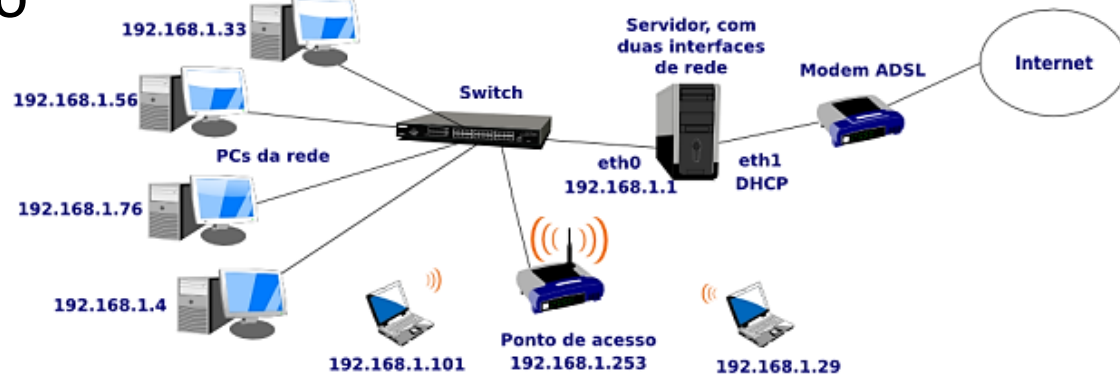 192.168.1.33
Servidor, com
duas interfaces
de rede
Modem ADSL
Internet
192.168.1.56
Switch
PCs da rede
eth0
192.168.1.1
eth1
DHCP
192.168.1.76
192.168.1.4
Ponto de acesso
192.168.1.253
192.168.1.101
192.168.1.29